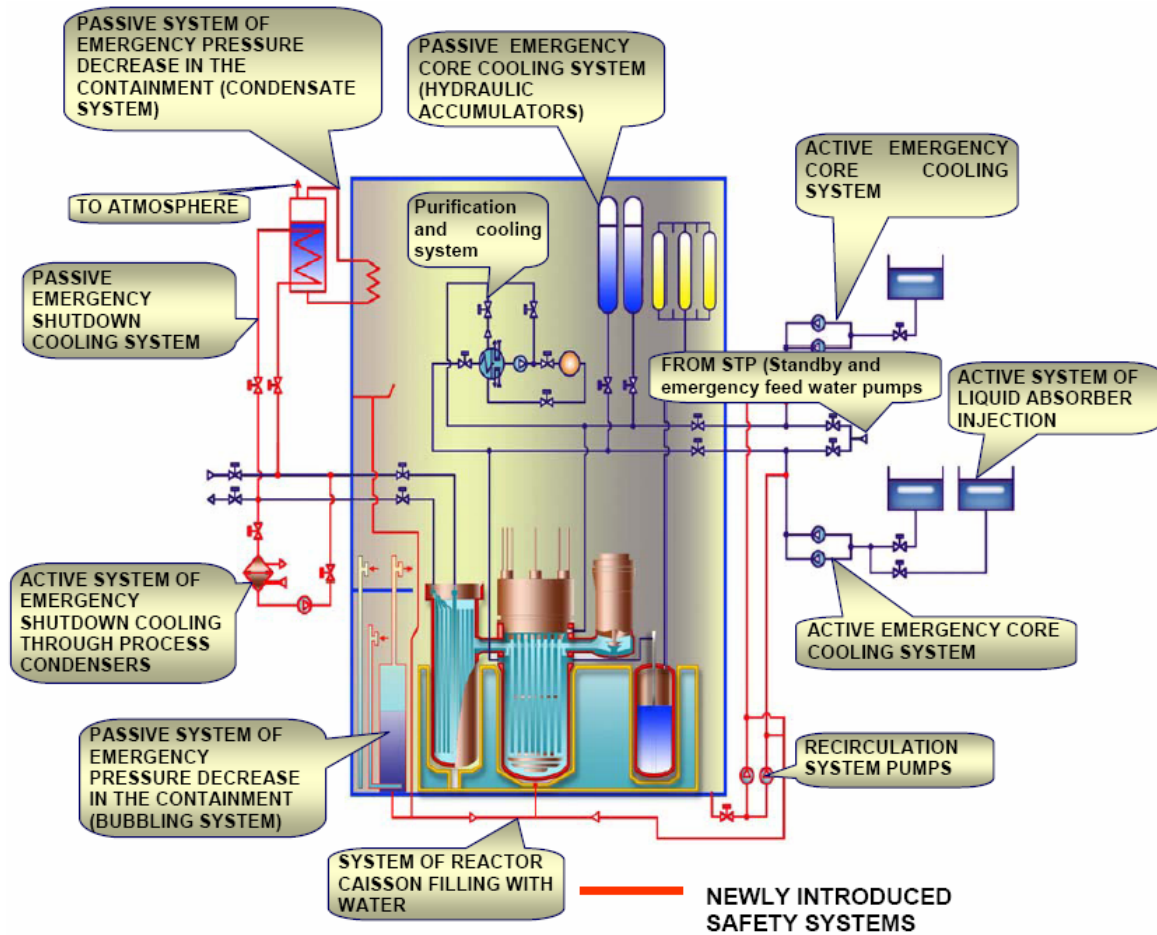 PASSIVE SYSTEM OF
EMERGENCY PRESSURE
DECREASE IN THE
CONTAINMENT (CONDENSATE
SYSTEM)
PASSIVE EMERGENCY
CORE COOLING SYSTEM
(HYDRAULIC
ACCUMULATORS)
ACTIVE EMERGENCY
CORE COOLING
SYSTEM
TO ATMOSPHERE
Purification
and cooling
system
PASSIVE
EMERGENCY
SHUTDOWN
COOLING SYSTEM
FROM STP (Standby and
emergency feed water pumps
ACTIVE SYSTEM OF
LIQUID ABSORBER
INJECTION
ACTIVE SYSTEM OF
EMERGENCY
SHUTDOWN COOLING
THROUGH PROCESS
CONDENSERS
ACTIVE EMERGENCY CORE
COOLING SYSTEM
PASSIVE SYSTEM OF
EMERGENCY
PRESSURE DECREASE
IN THE CONTAINMENT
(BUBBLING SYSTEM)
RECIRCULATION
SYSTEM PUMPS
SYSTEM OF REACTOR
CAISSON FILLING WITH
WATER
NEWLY INTRODUCED
SAFETY SYSTEMS